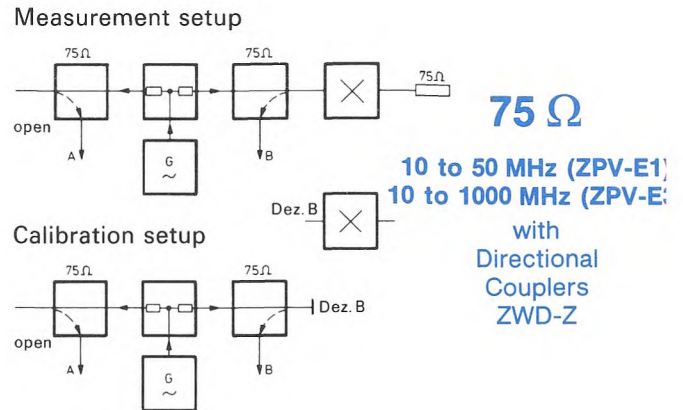 Measurement setup
75Ω
75Ω
75Ω
open
A
G
~
B
75 Ω
10 to 50 MHz (ZPV-E1)
10 to 1000 MHz (ZPV-E
with
Directional
Couplers
ZWD-Z
Dez. B
Calibration setup
75Ω
75Ω
Dez. B
open
A
G
~
B